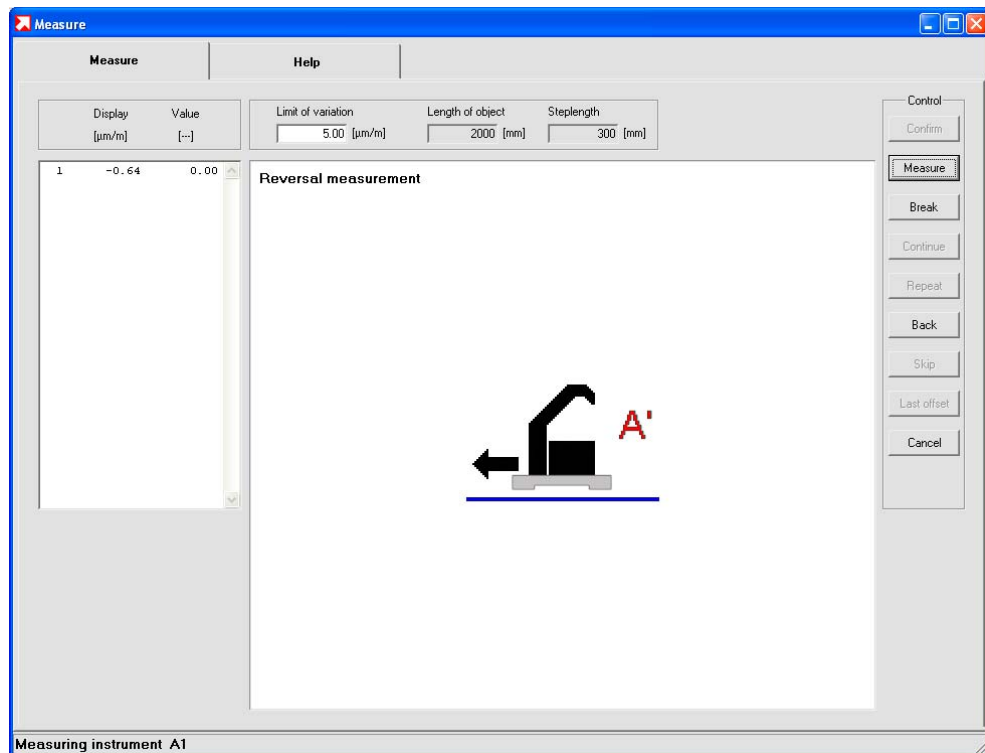 Measure
Measure Help
Display Value
[µm/m] [---]
Limit of variation Length of object Steplength
5.00 [µm/m] 2000 [mm] 300 [mm]
1 -0.64 0.00
Reversal measurement
A'
Control
Confirm
Measure
Break
Continue
Repeat
Back
Skip
Last offset
Cancel
Measuring instrument A1